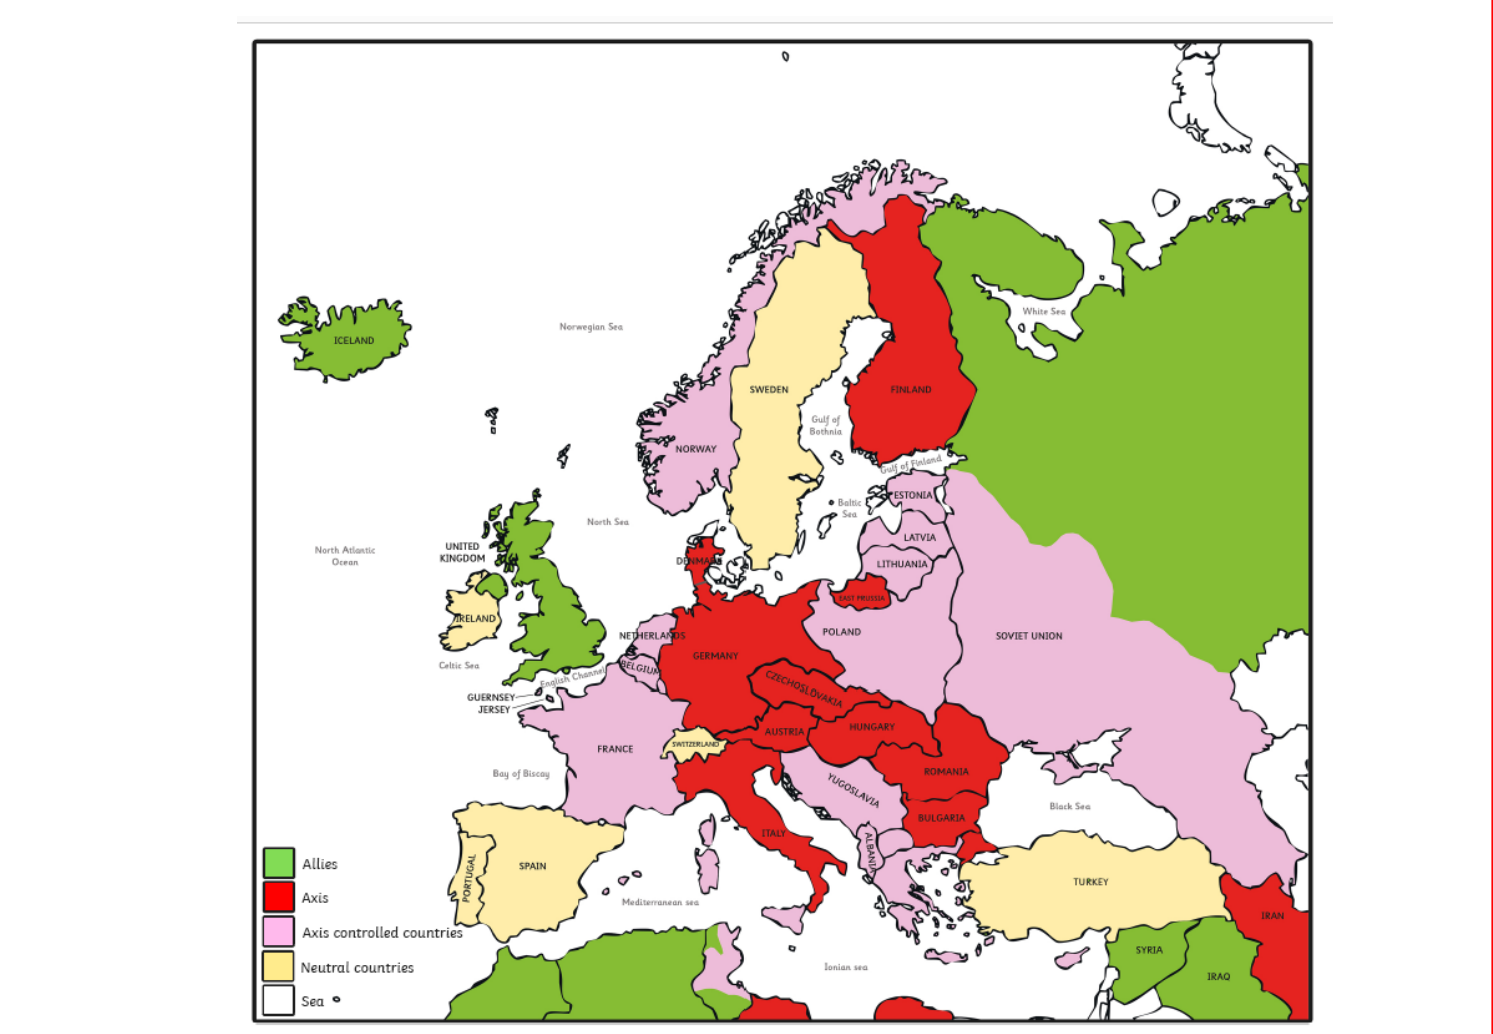 ICELAND
Norwegian Sea
White Sea
SWEDEN
FINLAND
Gulf of
Bothnia
NORWAY
Gulf of Finland
ESTONIA
Baltic
Sea
North Sea
LATVIA
UNITED
KINGDOM
North Atlantic
Ocean
DENMARK
LITHUANIA
EAST PRUSSIA
IRELAND
NETHERLANDS
POLAND
SOVIET UNION
GERMANY
Celtic Sea
BELGIUM
English Channel
CZECHOSLOVAKIA
GUERNSEY
JERSEY
AUSTRIA
HUNGARY
SWITZERLAND
FRANCE
Bay of Biscay
ROMANIA
YUGOSLAVIA
Black Sea
BULGARIA
ITALY
ALBANIA
SPAIN
PORTUGAL
TURKEY
Mediterranean sea
IRAN
SYRIA
Ionian sea
IRAQ
Allies
Axis
Axis controlled countries
Neutral countries
Sea